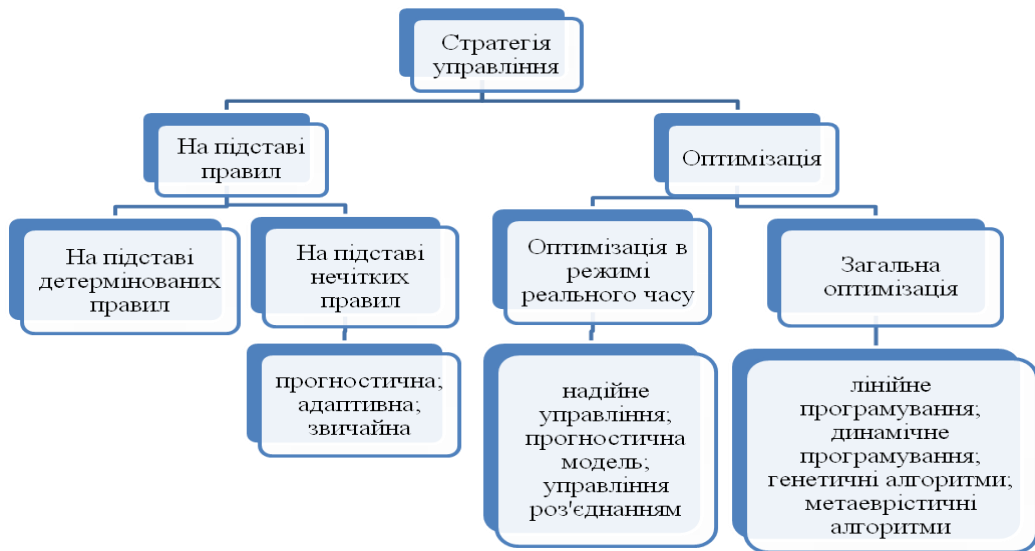 Стратегія
управління
На підставі
правил
Оптимізація
На підставі
детермінованих
правил
На підставі
нечітких
правил
Оптимізація в
режимі
реального часу
Загальна
оптимізація
прогностична;
адаптивна;
звичайна
надійне
управління;
прогностична
модель;
управління
роз'єднанням
лінійне
програмування;
динамічне
програмування;
генетичні алгоритми;
метаеврістичні
алгоритми